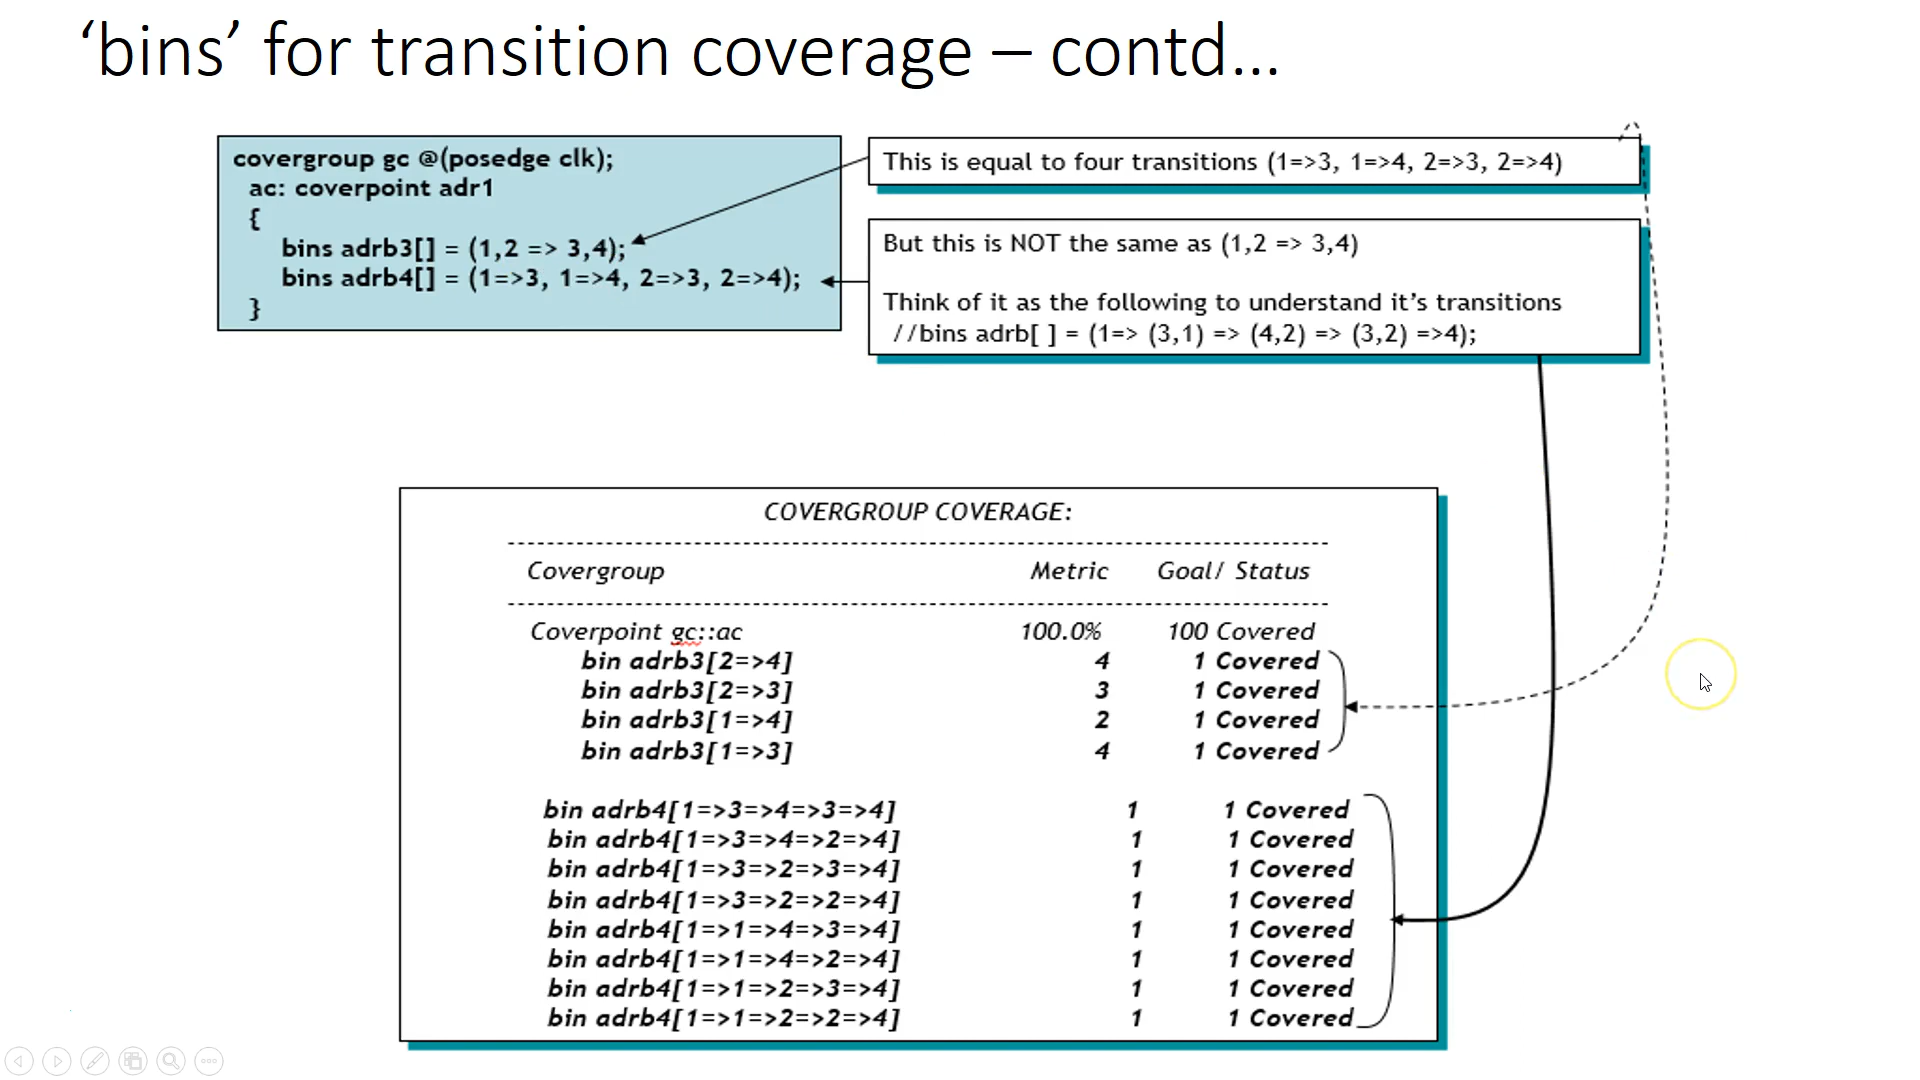 ‘bins’ for transition coverage – contd…
covergroup gc @(posedge clk);
ac: coverpoint adr1
{
bins adrb3[] = (1,2 => 3,4);
bins adrb4[] = (1=>3, 1=>4, 2=>3, 2=>4);
}
This is equal to four transitions (1=>3, 1=>4, 2=>3, 2=>4)
But this is NOT the same as (1,2 => 3,4)
Think of it as the following to understand it’s transitions
//bins adrb[ ] = (1=> (3,1) => (4,2) => (3,2) =>4);
COVERGROUP COVERAGE:
Covergroup Metric Goal/ Status
Coverpoint gc::ac 100.0% 100 Covered
bin adrb3[2=>4] 4 1 Covered
bin adrb3[2=>3] 3 1 Covered
bin adrb3[1=>4] 2 1 Covered
bin adrb3[1=>3] 4 1 Covered
bin adrb4[1=>3=>4=>3=>4] 1 1 Covered
bin adrb4[1=>3=>4=>2=>4] 1 1 Covered
bin adrb4[1=>3=>2=>3=>4] 1 1 Covered
bin adrb4[1=>3=>2=>2=>4] 1 1 Covered
bin adrb4[1=>1=>4=>3=>4] 1 1 Covered
bin adrb4[1=>1=>4=>2=>4] 1 1 Covered
bin adrb4[1=>1=>2=>3=>4] 1 1 Covered
bin adrb4[1=>1=>2=>2=>4] 1 1 Covered